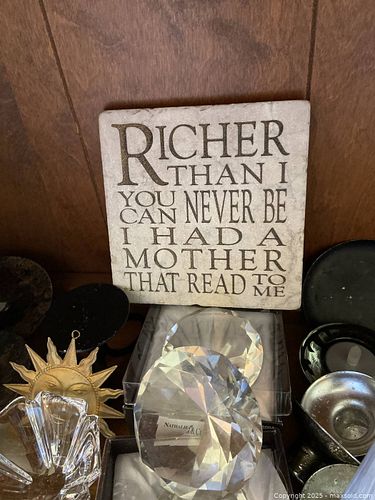 RICHER
THAN I
YOU
CAN NEVER BE
I HAD A
MOTHER
THAT READ TO
ME
Copyright © 2025 - maxsold.com